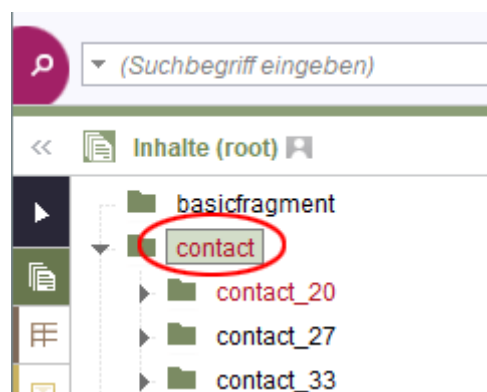 (Suchbegriff eingeben)
Inhalte (root)
basicfragment
contact
contact_20
contact_27
contact_33